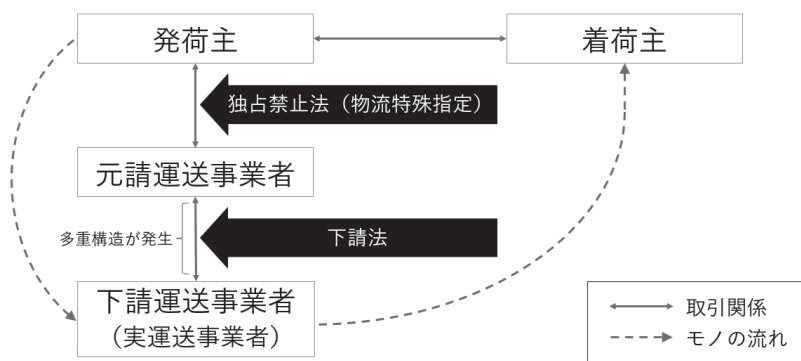 発荷主
着荷主
独占禁止法（物流特殊指定）
元請運送事業者
多重構造が発生
下請法
下請運送事業者
（実運送事業者）
取引関係
モノの流れ